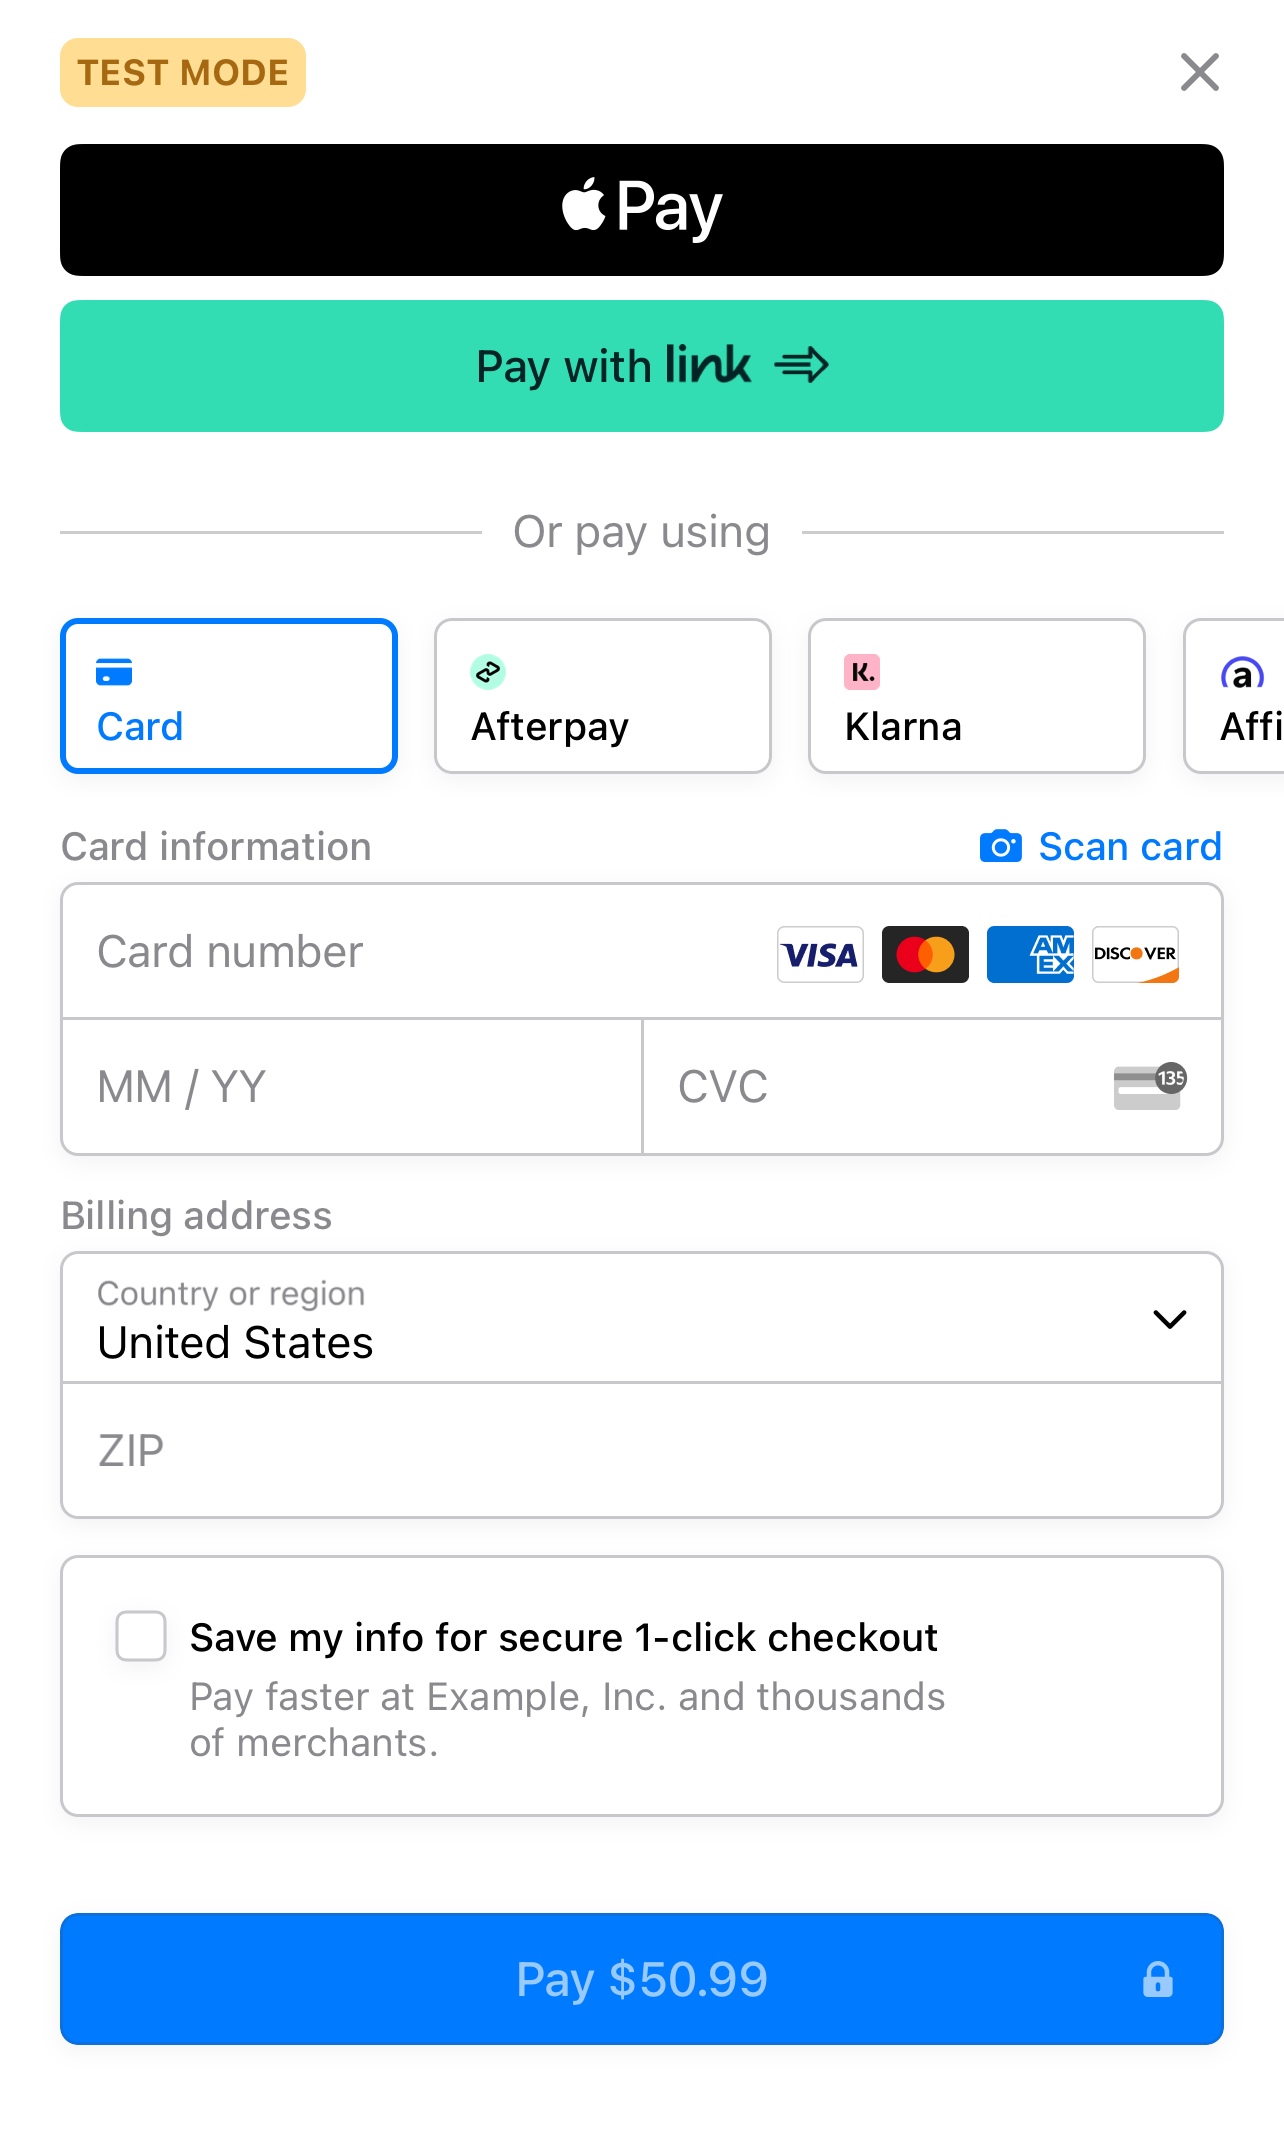 TEST MODE
Pay
Pay with link
Or pay using
Card
Afterpay
K.
Klarna
a
Affi
Card information
Scan card
Card number
VISA
AM
EX
DISCOVER
MM / YY
CVC
135
Billing address
Country or region
United States
ZIP
Save my info for secure 1-click checkout
Pay faster at Example, Inc. and thousands
of merchants.
Pay $50.99